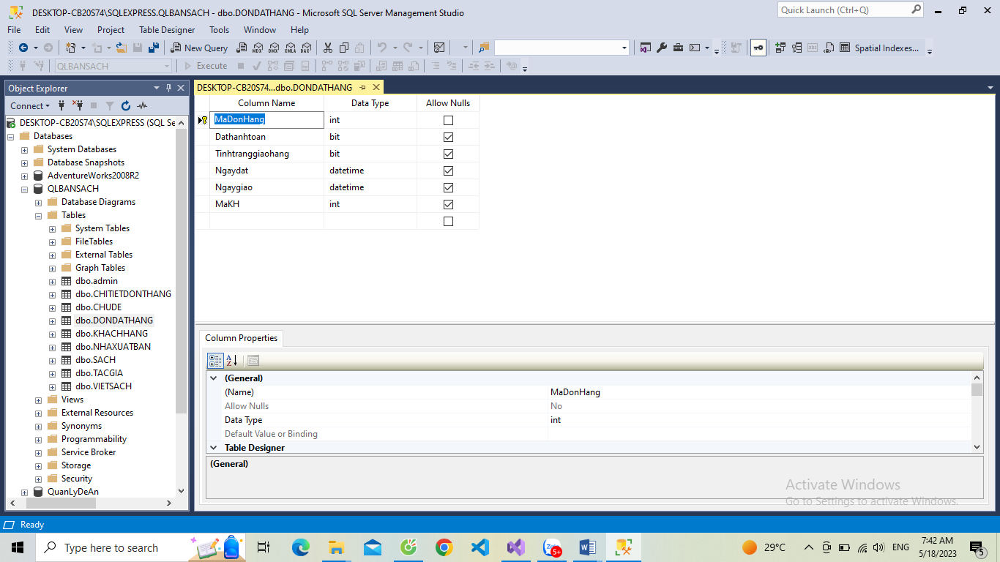 DESKTOP-CB20S74\SQLEXPRESS.QLBANSACH - dbo.DONDATHANG - Microsoft SQL Server Management Studio
Quick Launch (Ctrl+Q)
File Edit View Project Table Designer Tools Window Help
New Query MDX DMX XMLA DAX Spatial Indexes...
QLBANSACH Execute
Object Explorer
Connect
DESKTOP-CB20S74\SQLEXPRESS (SQL Se
Databases
System Databases
Database Snapshots
AdventureWorks2008R2
QLBANSACH
Database Diagrams
Tables
System Tables
FileTables
External Tables
Graph Tables
dbo.admin
dbo.CHITIETDONTHANG
dbo.CHUDE
dbo.DONDATHANG
dbo.KHACHHANG
dbo.NHAXUATBAN
dbo.SACH
dbo.TACGIA
dbo.VIETSACH
Views
External Resources
Synonyms
Programmability
Service Broker
Storage
Security
QuanLyDeAn
DESKTOP-CB20S74...dbo.DONDATHANG
Column Name Data Type Allow Nulls
MaDonHang int
Dathanhtoan bit
Tinhtranggiaohang bit
Ngaydat datetime
Ngaygiao datetime
MaKH int
Column Properties
(General)
(Name) MaDonHang
Allow Nulls No
Data Type int
Default Value or Binding
Table Designer
(General)
Activate Windows
Go to Settings to activate Windows.
Ready
Type here to search
5+
29°C
ENG
7:42 AM
5/18/2023
5